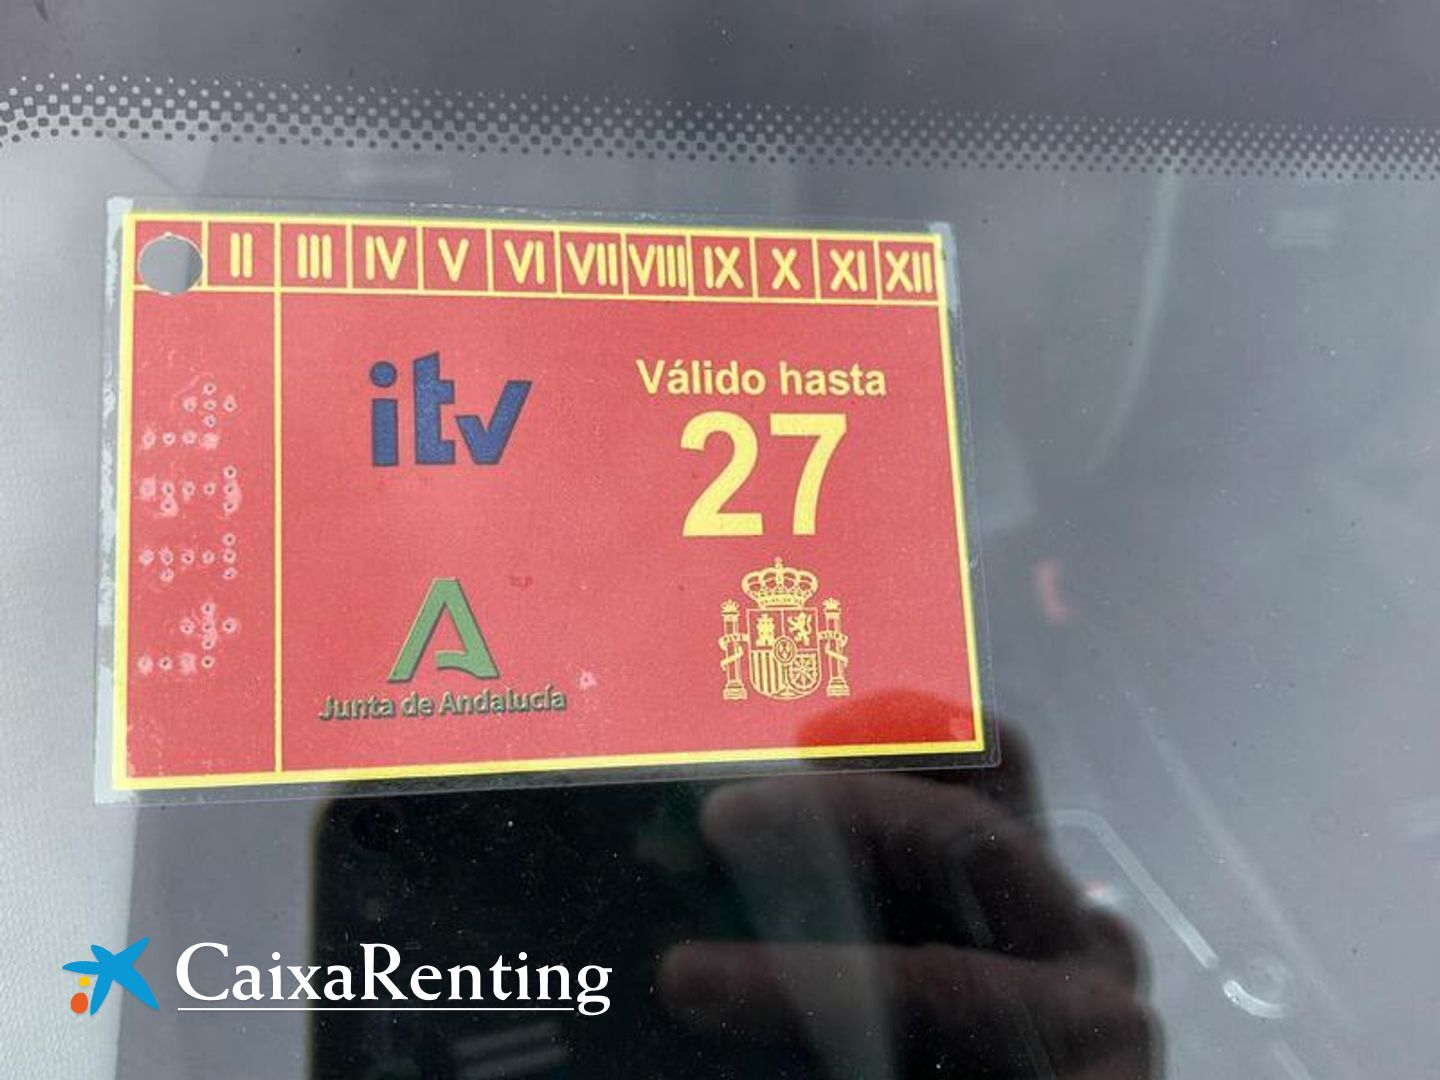 II III IV V VI VII VIII IX X XI XII
itv
Válido hasta
27
Junta de Andalucía
CaixaRenting